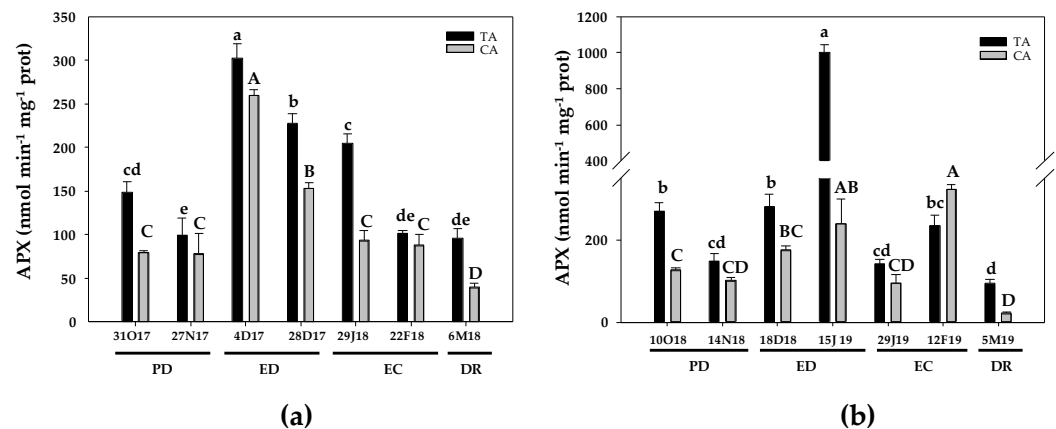 APX (nmol min⁻¹ mg⁻¹ prot)
350
300
250
200
150
100
50
0
TA
CA
cd
C
e
C
a
A
b
B
c
C
de
C
de
D
31O17 27N17 4D17 28D17 29J18 22F18 6M18
PD ED EC DR
(a)
APX (nmol min⁻¹ mg⁻¹ prot)
1200
1000
800
600
400
200
0
TA
CA
b
C
cd
CD
b
BC
a
AB
cd
CD
bc
A
d
D
10O18 14N18 18D18 15J 19 29J19 12F19 5M19
PD ED EC DR
(b)